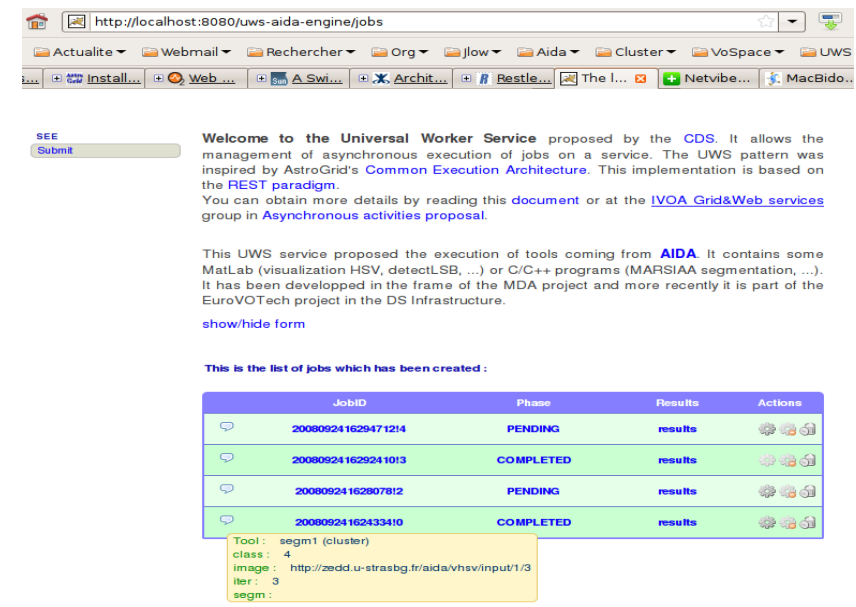 http://localhost:8080/uws-aida-engine/jobs
Actualite Webmail Rechercher Org Jlow Aida Cluster VoSpace UWS
s... Install... Web ... A Swi... Archit... Restle... The l... Netvibe... MacBido...
SEE
Submit
Welcome to the Universal Worker Service proposed by the CDS. It allows the
management of asynchronous execution of jobs on a service. The UWS pattern was
inspired by AstroGrid's Common Execution Architecture. This implementation is based on
the REST paradigm.
You can obtain more details by reading this document or at the IVOA Grid&Web services
group in Asynchronous activities proposal.
This UWS service proposed the execution of tools coming from AIDA. It contains some
MatLab (visualization HSV, detectLSB, ...) or C/C++ programs (MARSIAA segmentation, ...).
It has been developped in the frame of the MDA project and more recently it is part of the
EuroVOTech project in the DS Infrastructure.
show/hide form
This is the list of jobs which has been created :
JobID Phase Results Actions
2008092416294712!4 PENDING results
2008092416292410!3 COMPLETED results
200809241628078!2 PENDING results
200809241624334!0 COMPLETED results
Tool : segm1 (cluster)
class : 4
image : http://zedd.u-strasbg.fr/aida/vhsv/input/1/3
iter : 3
segm :